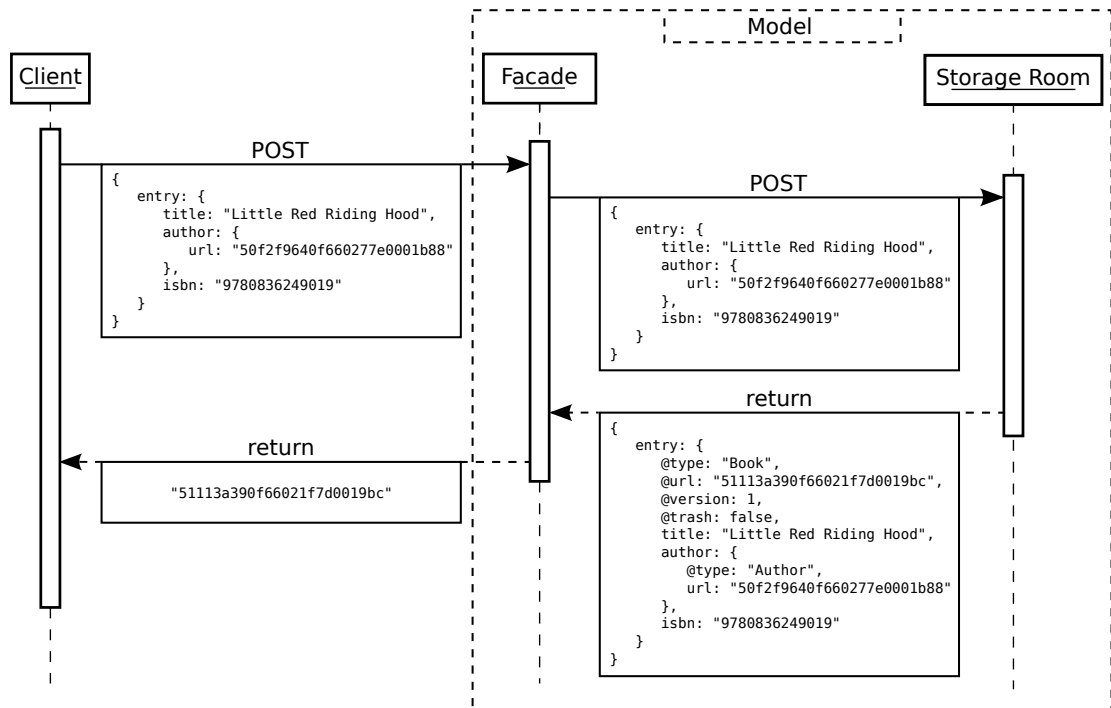 Model
Client
Facade
Storage Room
POST
{
   entry: {
      title: "Little Red Riding Hood",
      author: {
         url: "50f2f9640f660277e0001b88"
      },
      isbn: "9780836249019"
   }
}
POST
{
   entry: {
      title: "Little Red Riding Hood",
      author: {
         url: "50f2f9640f660277e0001b88"
      },
      isbn: "9780836249019"
   }
}
return
{
   entry: {
      @type: "Book",
      @url: "51113a390f66021f7d0019bc",
      @version: 1,
      @trash: false,
      title: "Little Red Riding Hood",
      author: {
         @type: "Author",
         url: "50f2f9640f660277e0001b88"
      },
      isbn: "9780836249019"
   }
}
return
"51113a390f66021f7d0019bc"